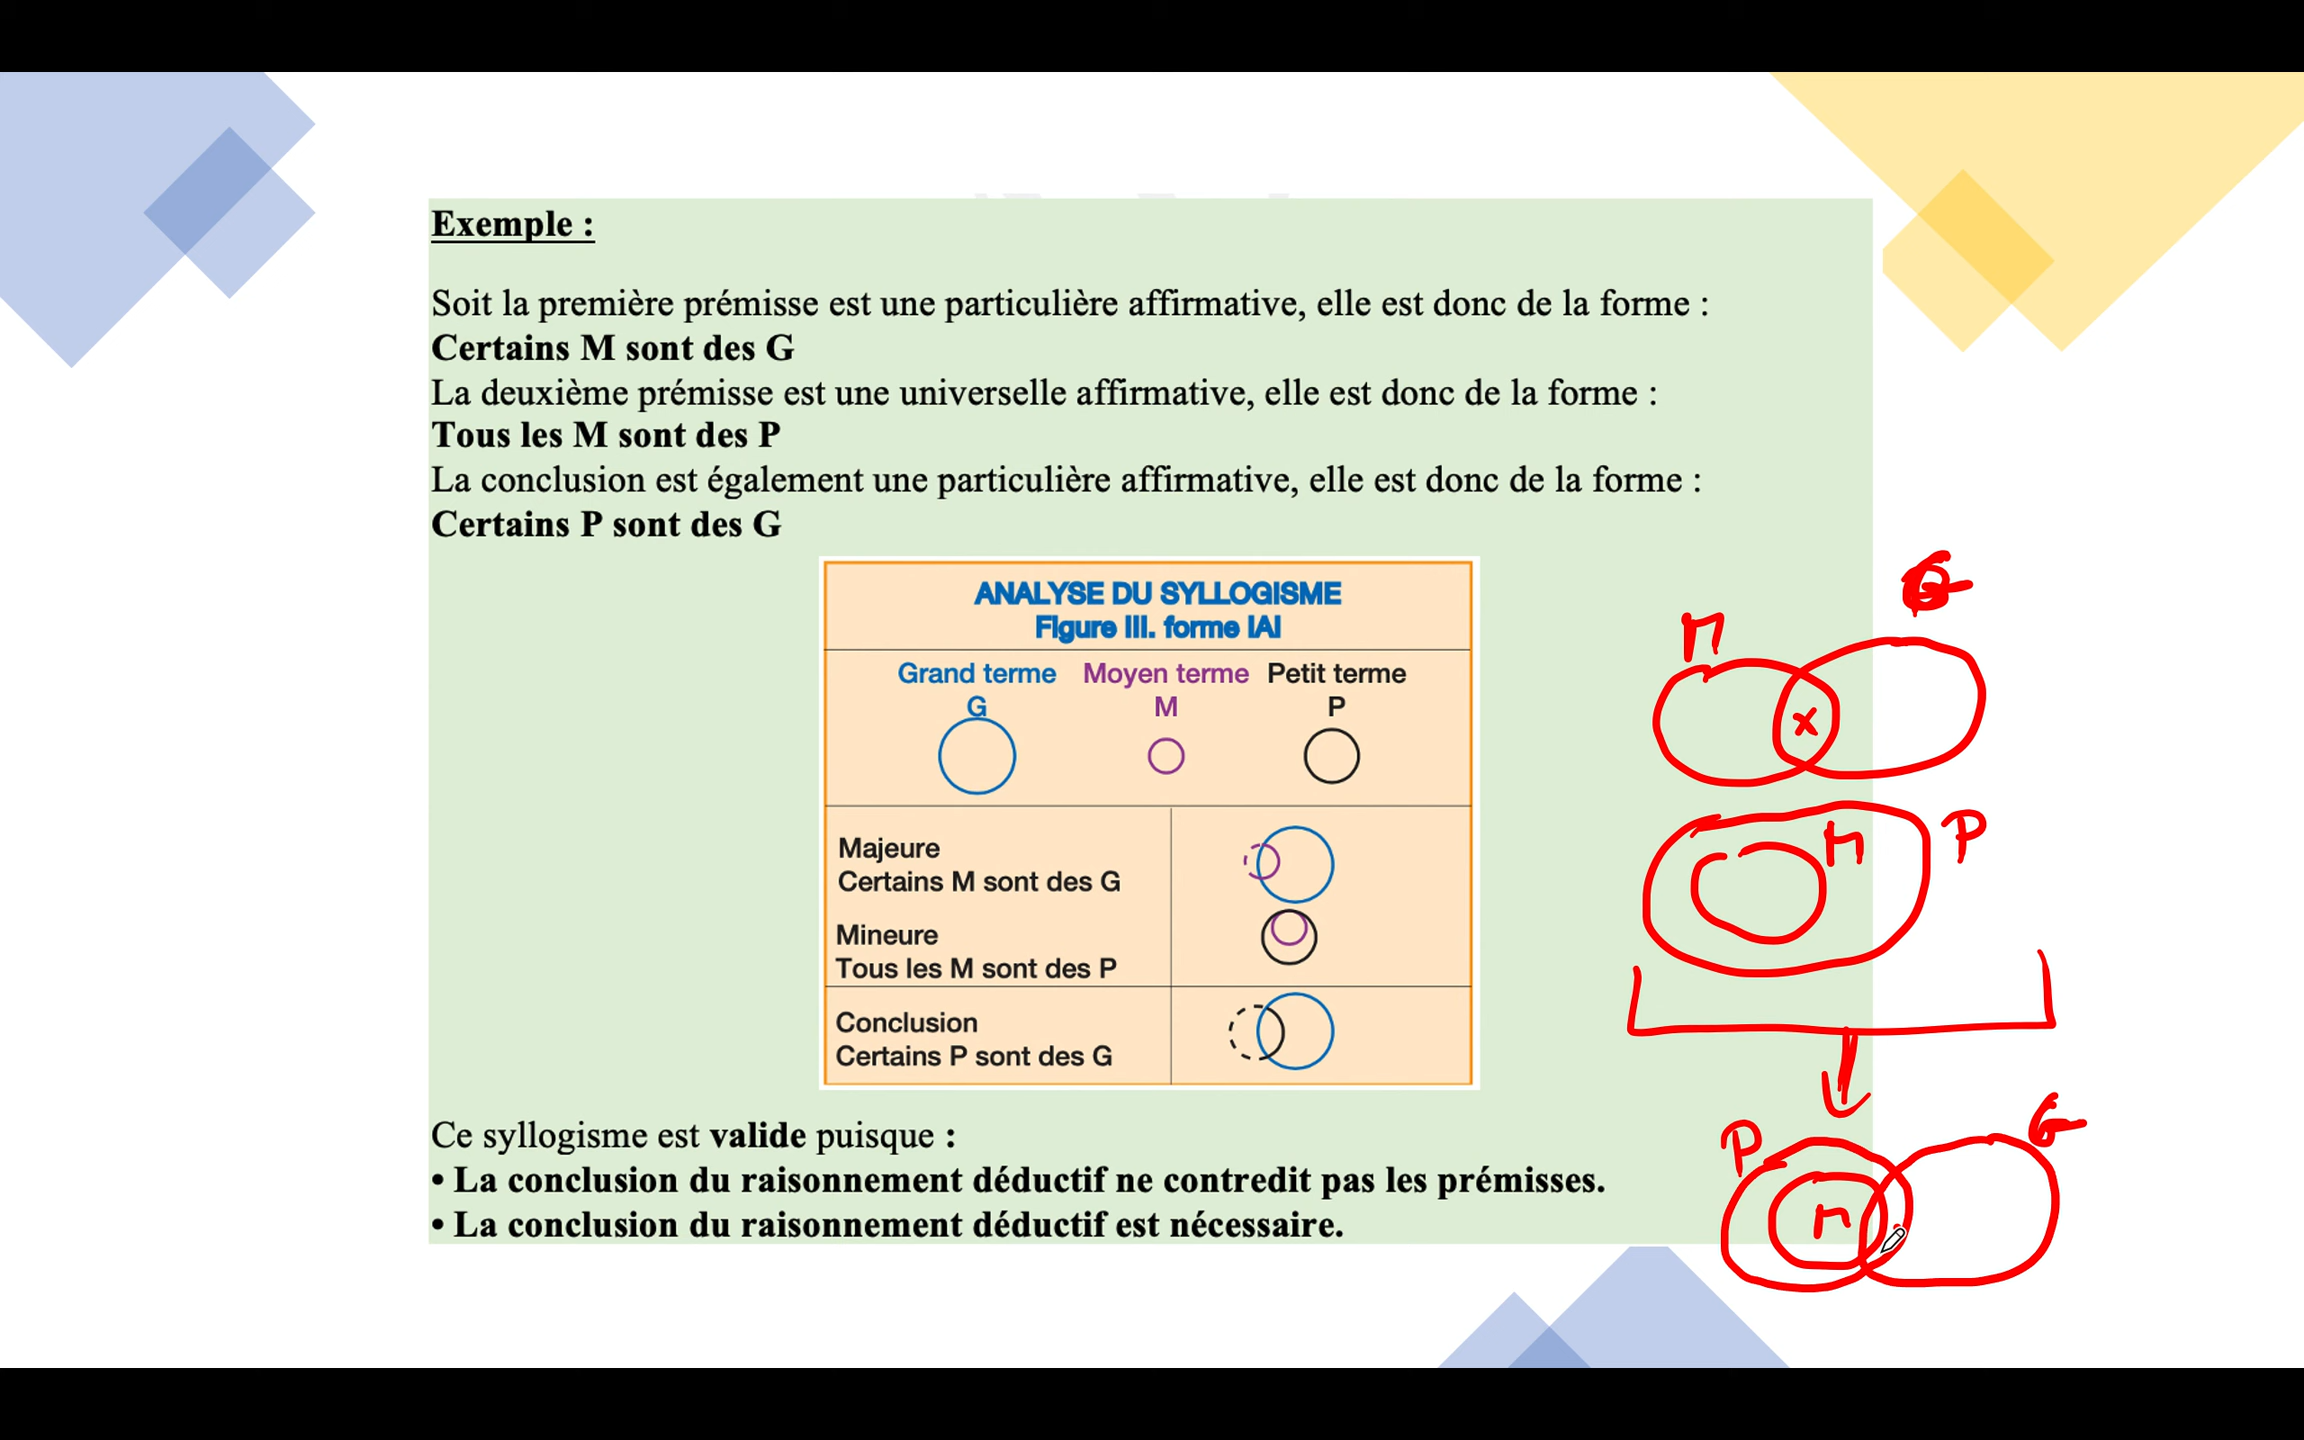 Exemple :
Soit la première prémisse est une particulière affirmative, elle est donc de la forme :
Certains M sont des G
La deuxième prémisse est une universelle affirmative, elle est donc de la forme :
Tous les M sont des P
La conclusion est également une particulière affirmative, elle est donc de la forme :
Certains P sont des G
ANALYSE DU SYLLOGISME
Figure III. forme IAI
Grand terme Moyen terme Petit terme
G M P
Majeure
Certains M sont des G
Mineure
Tous les M sont des P
Conclusion
Certains P sont des G
Ce syllogisme est valide puisque :
• La conclusion du raisonnement déductif ne contredit pas les prémisses.
• La conclusion du raisonnement déductif est nécessaire.
M G
x
M P
P G
M